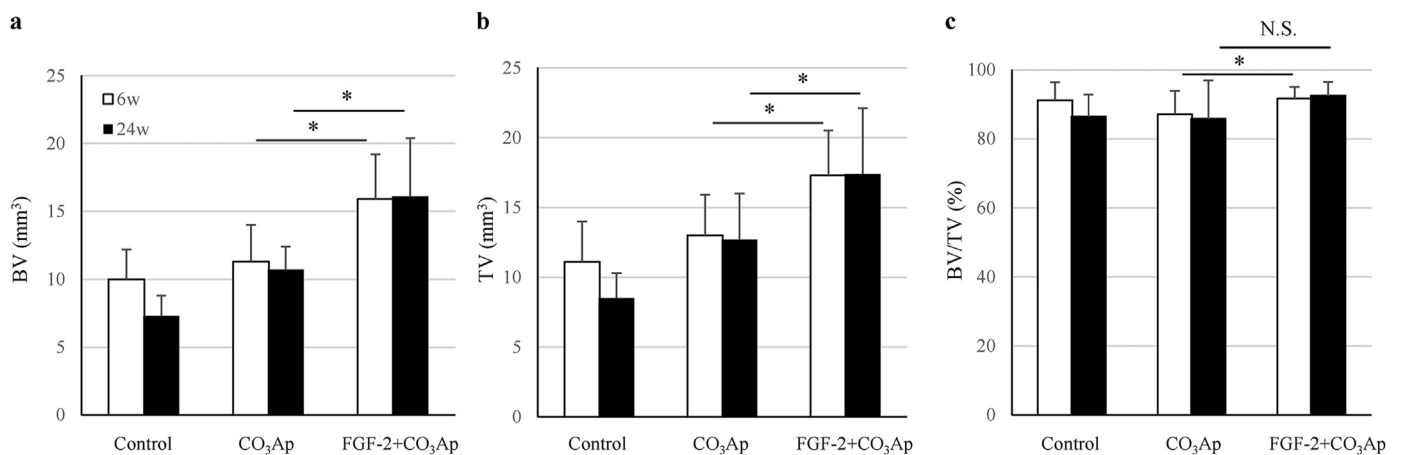 a
25
20
15
10
5
0
BV (mm³)
6w
24w
*
*
Control
CO₃Ap
FGF-2+CO₃Ap
b
25
20
15
10
5
0
TV (mm³)
*
*
Control
CO₃Ap
FGF-2+CO₃Ap
c
N.S.
*
100
80
60
40
20
0
BV/TV (%)
Control
CO₃Ap
FGF-2+CO₃Ap